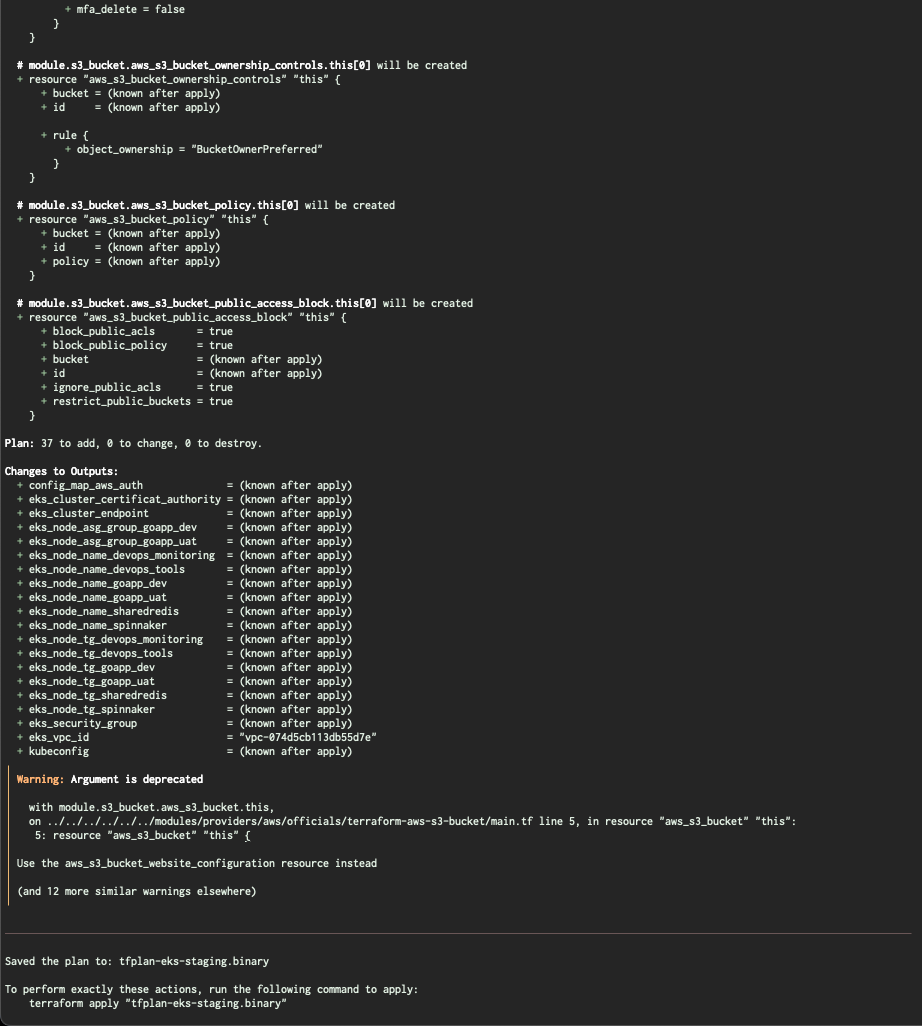 + mfa_delete = false
}
}
# module.s3_bucket.aws_s3_bucket_ownership_controls.this[0] will be created
+ resource "aws_s3_bucket_ownership_controls" "this" {
+ bucket = (known after apply)
+ id     = (known after apply)
+ rule {
+ object_ownership = "BucketOwnerPreferred"
}
}
# module.s3_bucket.aws_s3_bucket_policy.this[0] will be created
+ resource "aws_s3_bucket_policy" "this" {
+ bucket = (known after apply)
+ id     = (known after apply)
+ policy = (known after apply)
}
# module.s3_bucket.aws_s3_bucket_public_access_block.this[0] will be created
+ resource "aws_s3_bucket_public_access_block" "this" {
+ block_public_acls       = true
+ block_public_policy     = true
+ bucket                  = (known after apply)
+ id                      = (known after apply)
+ ignore_public_acls      = true
+ restrict_public_buckets = true
}
Plan: 37 to add, 0 to change, 0 to destroy.
Changes to Outputs:
+ config_map_aws_auth              = (known after apply)
+ eks_cluster_certificat_authority = (known after apply)
+ eks_cluster_endpoint             = (known after apply)
+ eks_node_asg_group_goapp_dev     = (known after apply)
+ eks_node_asg_group_goapp_uat     = (known after apply)
+ eks_node_name_devops_monitoring  = (known after apply)
+ eks_node_name_devops_tools       = (known after apply)
+ eks_node_name_goapp_dev          = (known after apply)
+ eks_node_name_goapp_uat          = (known after apply)
+ eks_node_name_sharedredis        = (known after apply)
+ eks_node_name_spinnaker          = (known after apply)
+ eks_node_tg_devops_monitoring    = (known after apply)
+ eks_node_tg_devops_tools         = (known after apply)
+ eks_node_tg_goapp_dev            = (known after apply)
+ eks_node_tg_goapp_uat            = (known after apply)
+ eks_node_tg_sharedredis          = (known after apply)
+ eks_node_tg_spinnaker            = (known after apply)
+ eks_security_group               = (known after apply)
+ eks_vpc_id                       = "vpc-074d5cb113db55d7e"
+ kubeconfig                       = (known after apply)
Warning: Argument is deprecated
with module.s3_bucket.aws_s3_bucket.this,
on ../../../../../../modules/providers/aws/officials/terraform-aws-s3-bucket/main.tf line 5, in resource "aws_s3_bucket" "this":
5: resource "aws_s3_bucket" "this" {
Use the aws_s3_bucket_website_configuration resource instead
(and 12 more similar warnings elsewhere)
Saved the plan to: tfplan-eks-staging.binary
To perform exactly these actions, run the following command to apply:
terraform apply "tfplan-eks-staging.binary"